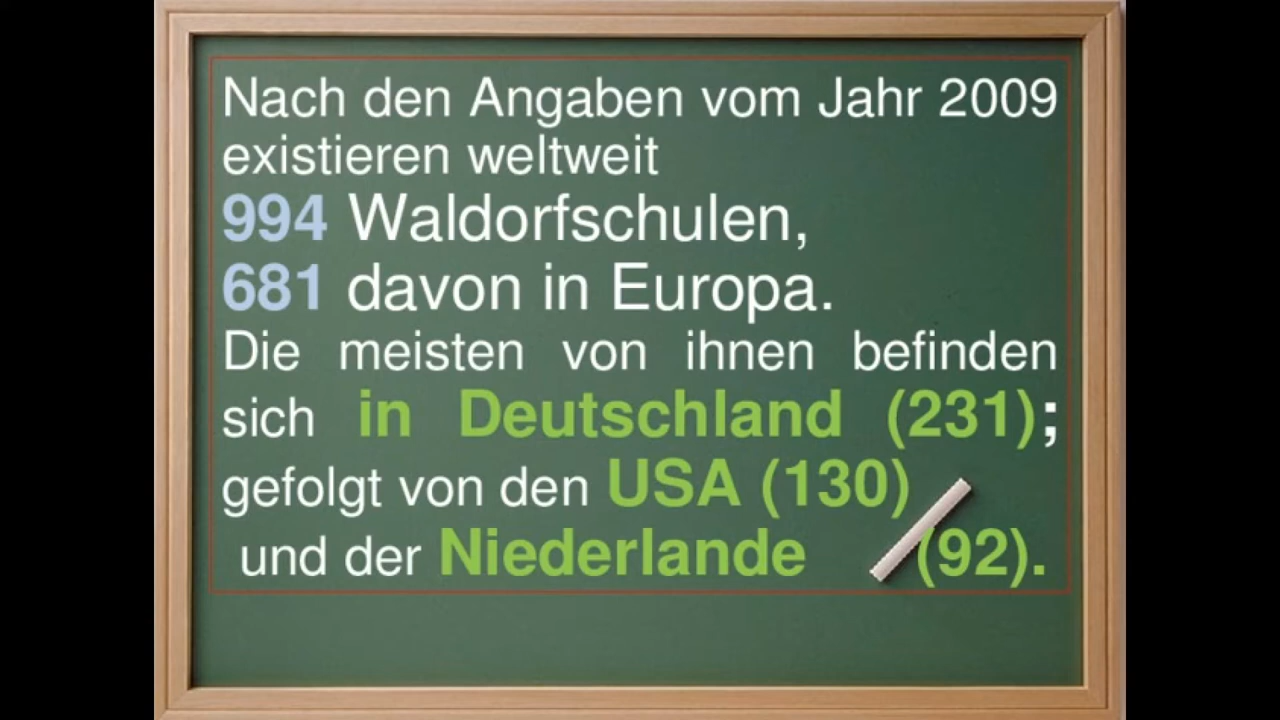 Nach den Angaben vom Jahr 2009
existieren weltweit
994 Waldorfschulen,
681 davon in Europa.
Die meisten von ihnen befinden
sich in Deutschland (231);
gefolgt von den USA (130)
und der Niederlande (92).